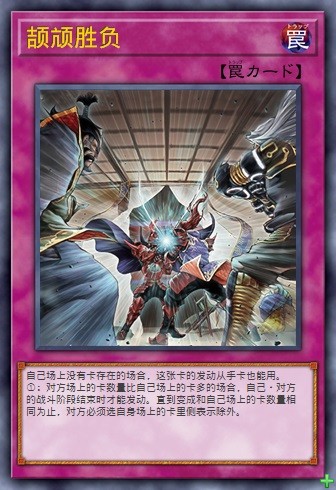 颉颃胜负
トラップ
罠
【罠カード】
自己场上没有卡存在的场合，这张卡的发动从手卡也能用。
①：对方场上的卡数量比自己场上的卡多的场合，自己·对方
的战斗阶段结束时才能发动。直到变成和自己场上的卡数量相
同为止，对方必须选自身场上的卡里侧表示除外。